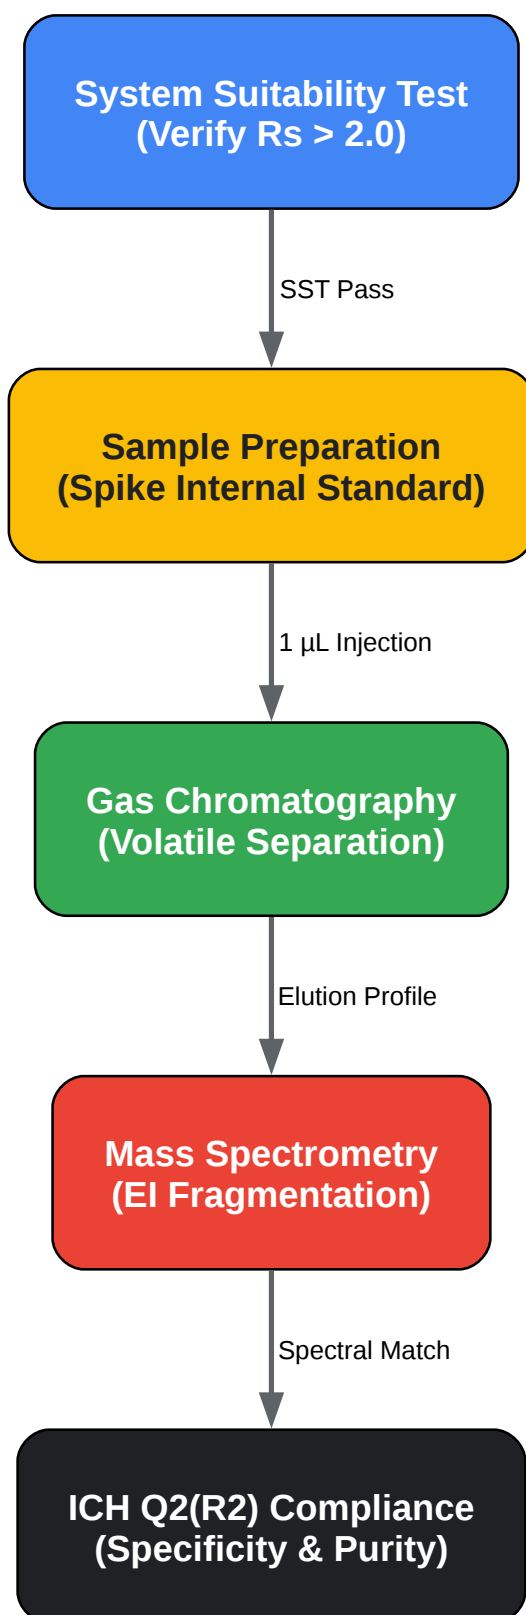 System Suitability Test
(Verify Rs > 2.0)
SST Pass
Sample Preparation
(Spike Internal Standard)
1 µL Injection
Gas Chromatography
(Volatile Separation)
Elution Profile
Mass Spectrometry
(EI Fragmentation)
Spectral Match
ICH Q2(R2) Compliance
(Specificity & Purity)